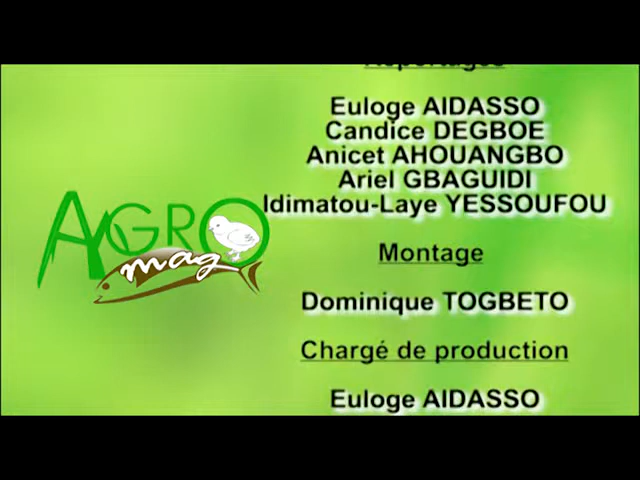 Reportages
Euloge AIDASSO
Candice DEGBOE
Anicet AHOUANGBO
Ariel GBAGUIDI
Idimatou-Laye YESSOUFOU
AGRO
mag
Montage
Dominique TOGBETO
Chargé de production
Euloge AIDASSO